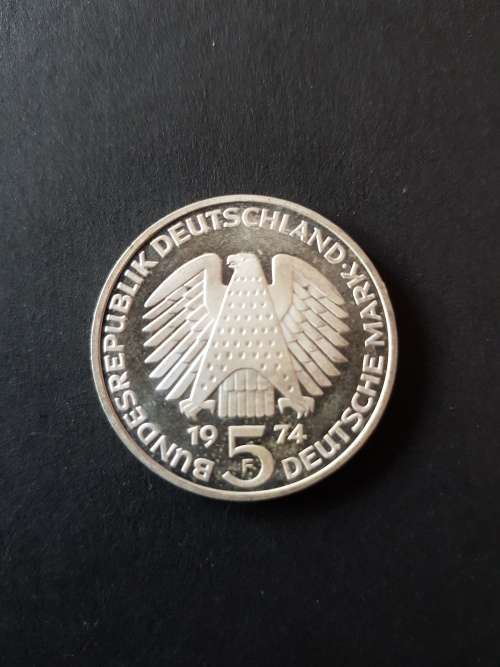 BUNDESREPUBLIK DEUTSCHLAND · DEUTSCHE MARK
19 74
5
F